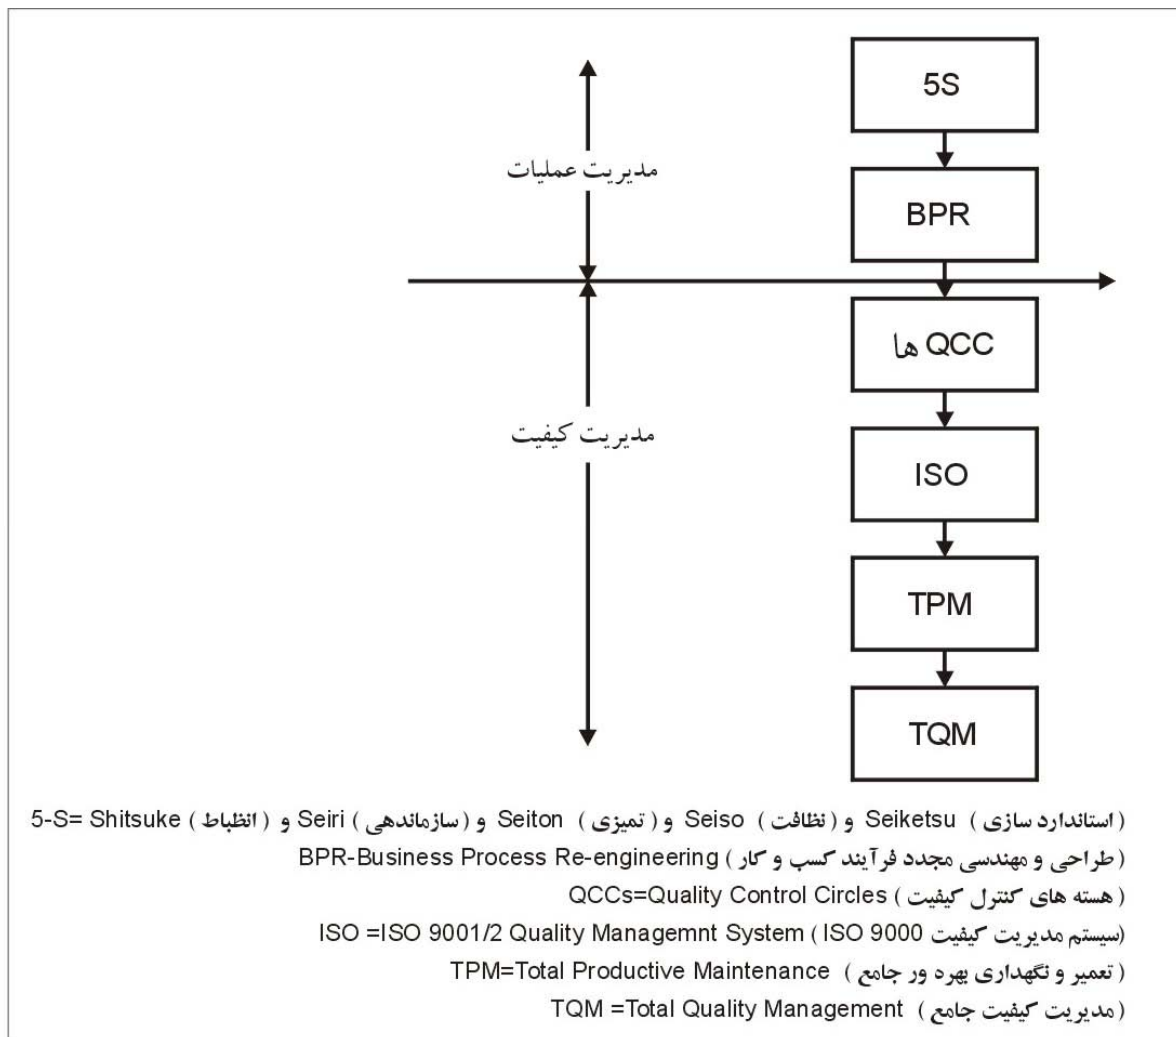 5S
مدیریت عملیات
BPR
QCC ها
مدیریت کیفیت
ISO
TPM
TQM
5-S= Shitsuke ( انظباط ) و Seiri ( سازماندهی ) و Seiton ( تمیزی ) و Seiso ( نظافت ) و Seiketsu ( استاندارد سازی )
BPR-Business Process Re-engineering ( طراحی و مهندسی مجدد فرآیند کسب و کار )
QCCs=Quality Control Circles ( هسته های کنترل کیفیت )
ISO =ISO 9001/2 Quality Managemnt System ( ISO 9000 سیستم مدیریت کیفیت)
TPM=Total Productive Maintenance ( تعمیر و نگهداری بهره ور جامع )
TQM =Total Quality Management ( مدیریت کیفیت جامع )